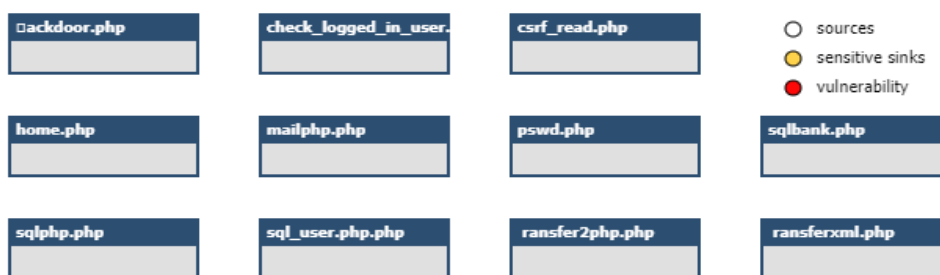 ackdoor.php
check_logged_in_user.
csrf_read.php
sources
sensitive sinks
vulnerability
home.php
mailphp.php
pswd.php
sqlbank.php
sqlphp.php
sql_user.php.php
ransfer2php.php
ransferxml.php